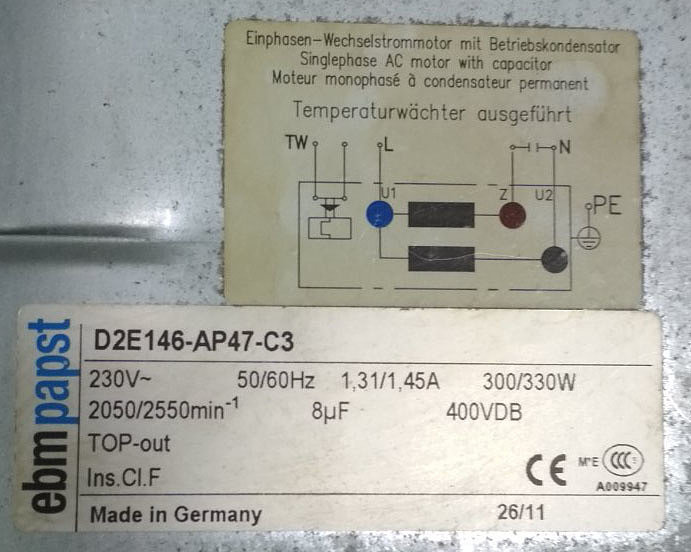 Einphasen-Wechselstrommotor mit Betriebskondensator
Singlephase AC motor with capacitor
Moteur monophasé à condensateur permanent
Temperaturwächter ausgeführt
TW L N
U1 Z U2
PE
ebmpapst
D2E146-AP47-C3
230V~ 50/60Hz 1,31/1,45A 300/330W
2050/2550min⁻¹ 8µF 400VDB
TOP-out
Ins.Cl.F
CE MᵃE CCC
A009947
Made in Germany 26/11